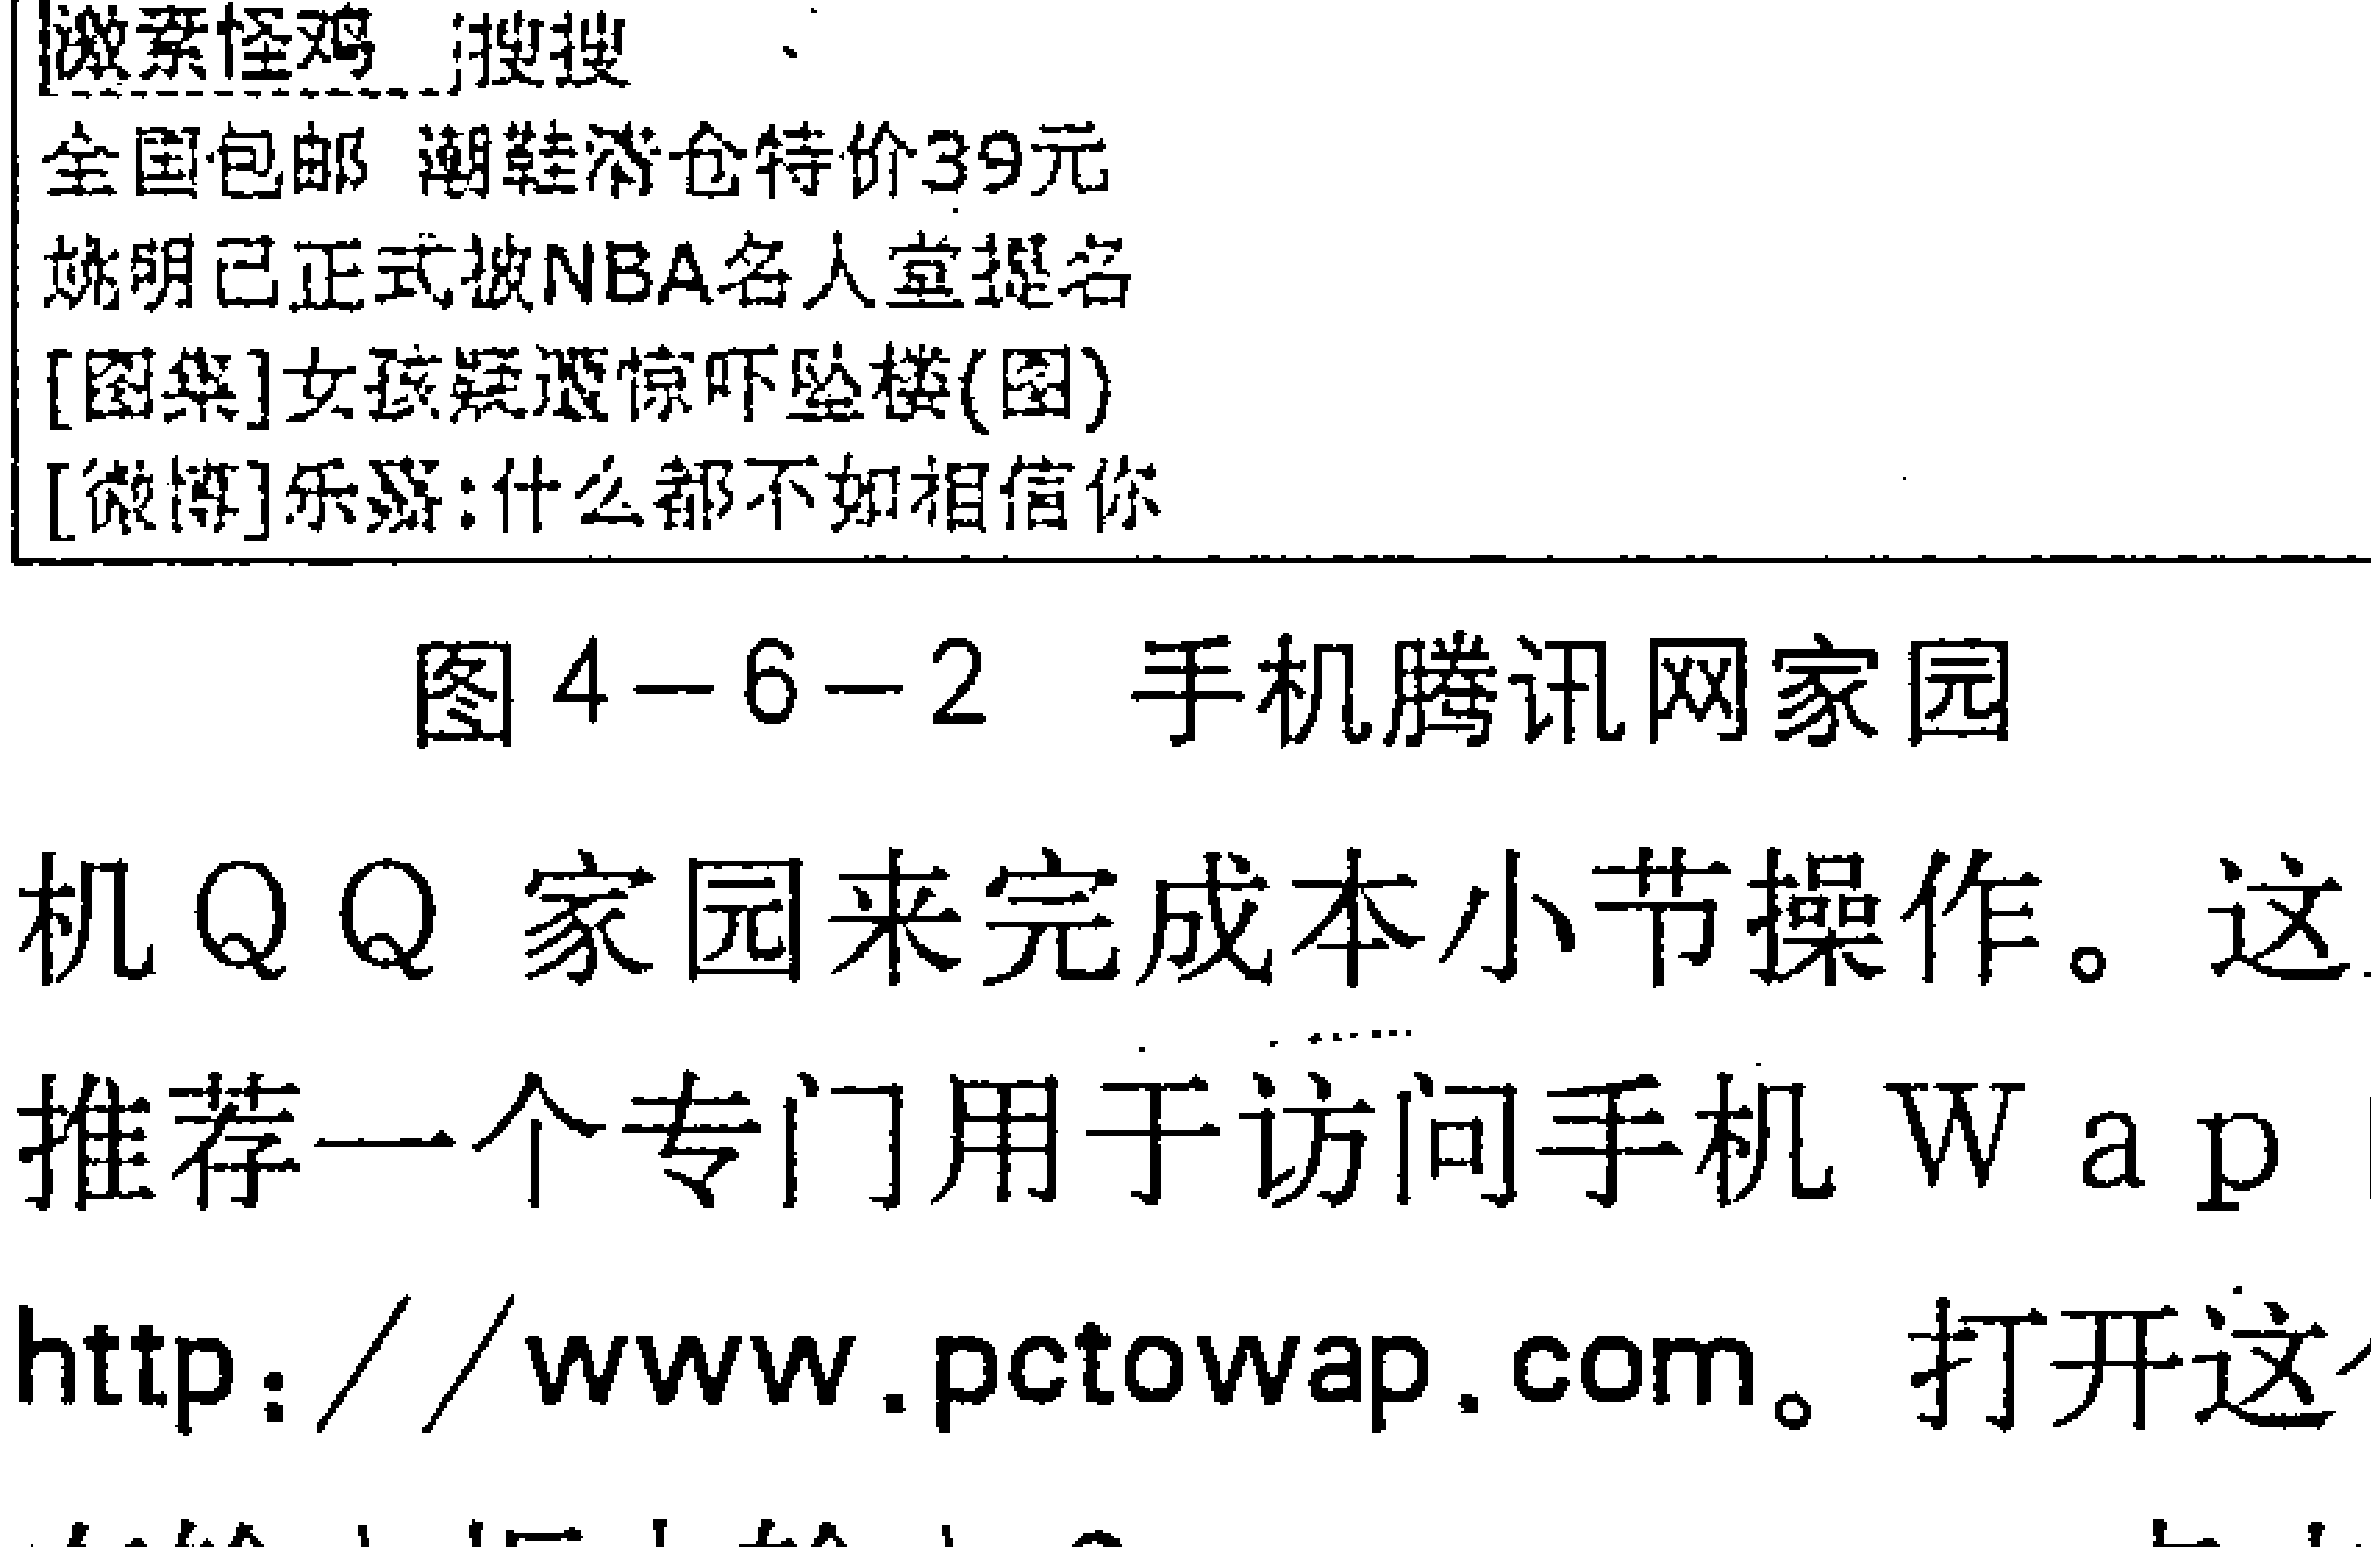 激素怪鸡 搜搜
全国包邮 潮鞋清仓特价39元
姚明已正式被NBA名人堂提名
[图集]女孩疑遭惊吓坠楼(图)
[微博]乐嘉:什么都不如相信你
图4-6-2 手机腾讯网家园
机QQ 家园来完成本小节操作。这
推荐一个专门用于访问手机 Wap
http://www.pctowap.com。打开这